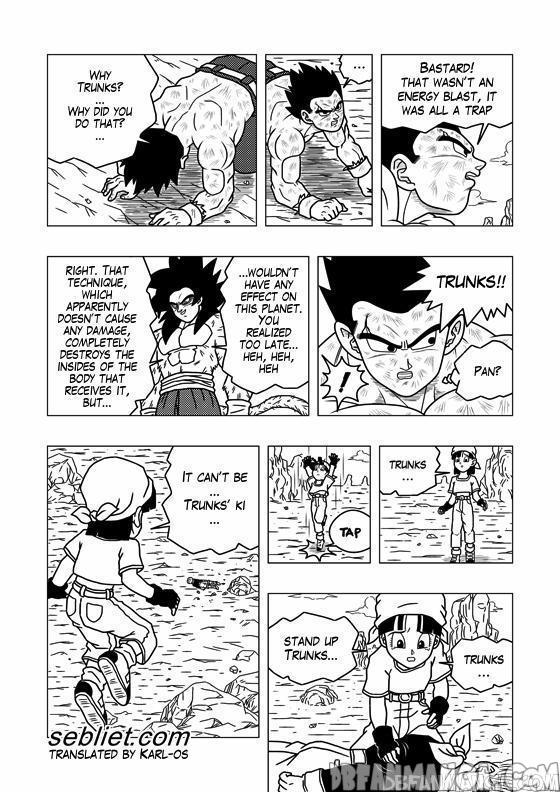 BASTARD!
THAT WASN'T AN
ENERGY BLAST, IT
WAS ALL A TRAP
...
WHY
TRUNKS?
...
WHY DID YOU
DO THAT?
TRUNKS!!
PAN?
!
...WOULDN'T
HAVE ANY
EFFECT ON
THIS PLANET.
YOU
REALIZED
TOO LATE...
HEH, HEH,
HEH
RIGHT. THAT
TECHNIQUE,
WHICH
APPARENTLY
DOESN'T CAUSE
ANY DAMAGE,
COMPLETELY
DESTROYS THE
INSIDES OF
THE BODY THAT
RECEIVES IT,
BUT...
TRUNKS
...
TAP
IT CAN'T BE
...
TRUNKS' KI
...
TRUNKS
...
STAND UP
TRUNKS...
sebliet.com
TRANSLATED BY KARL-OS
DBFANMANGA.COM